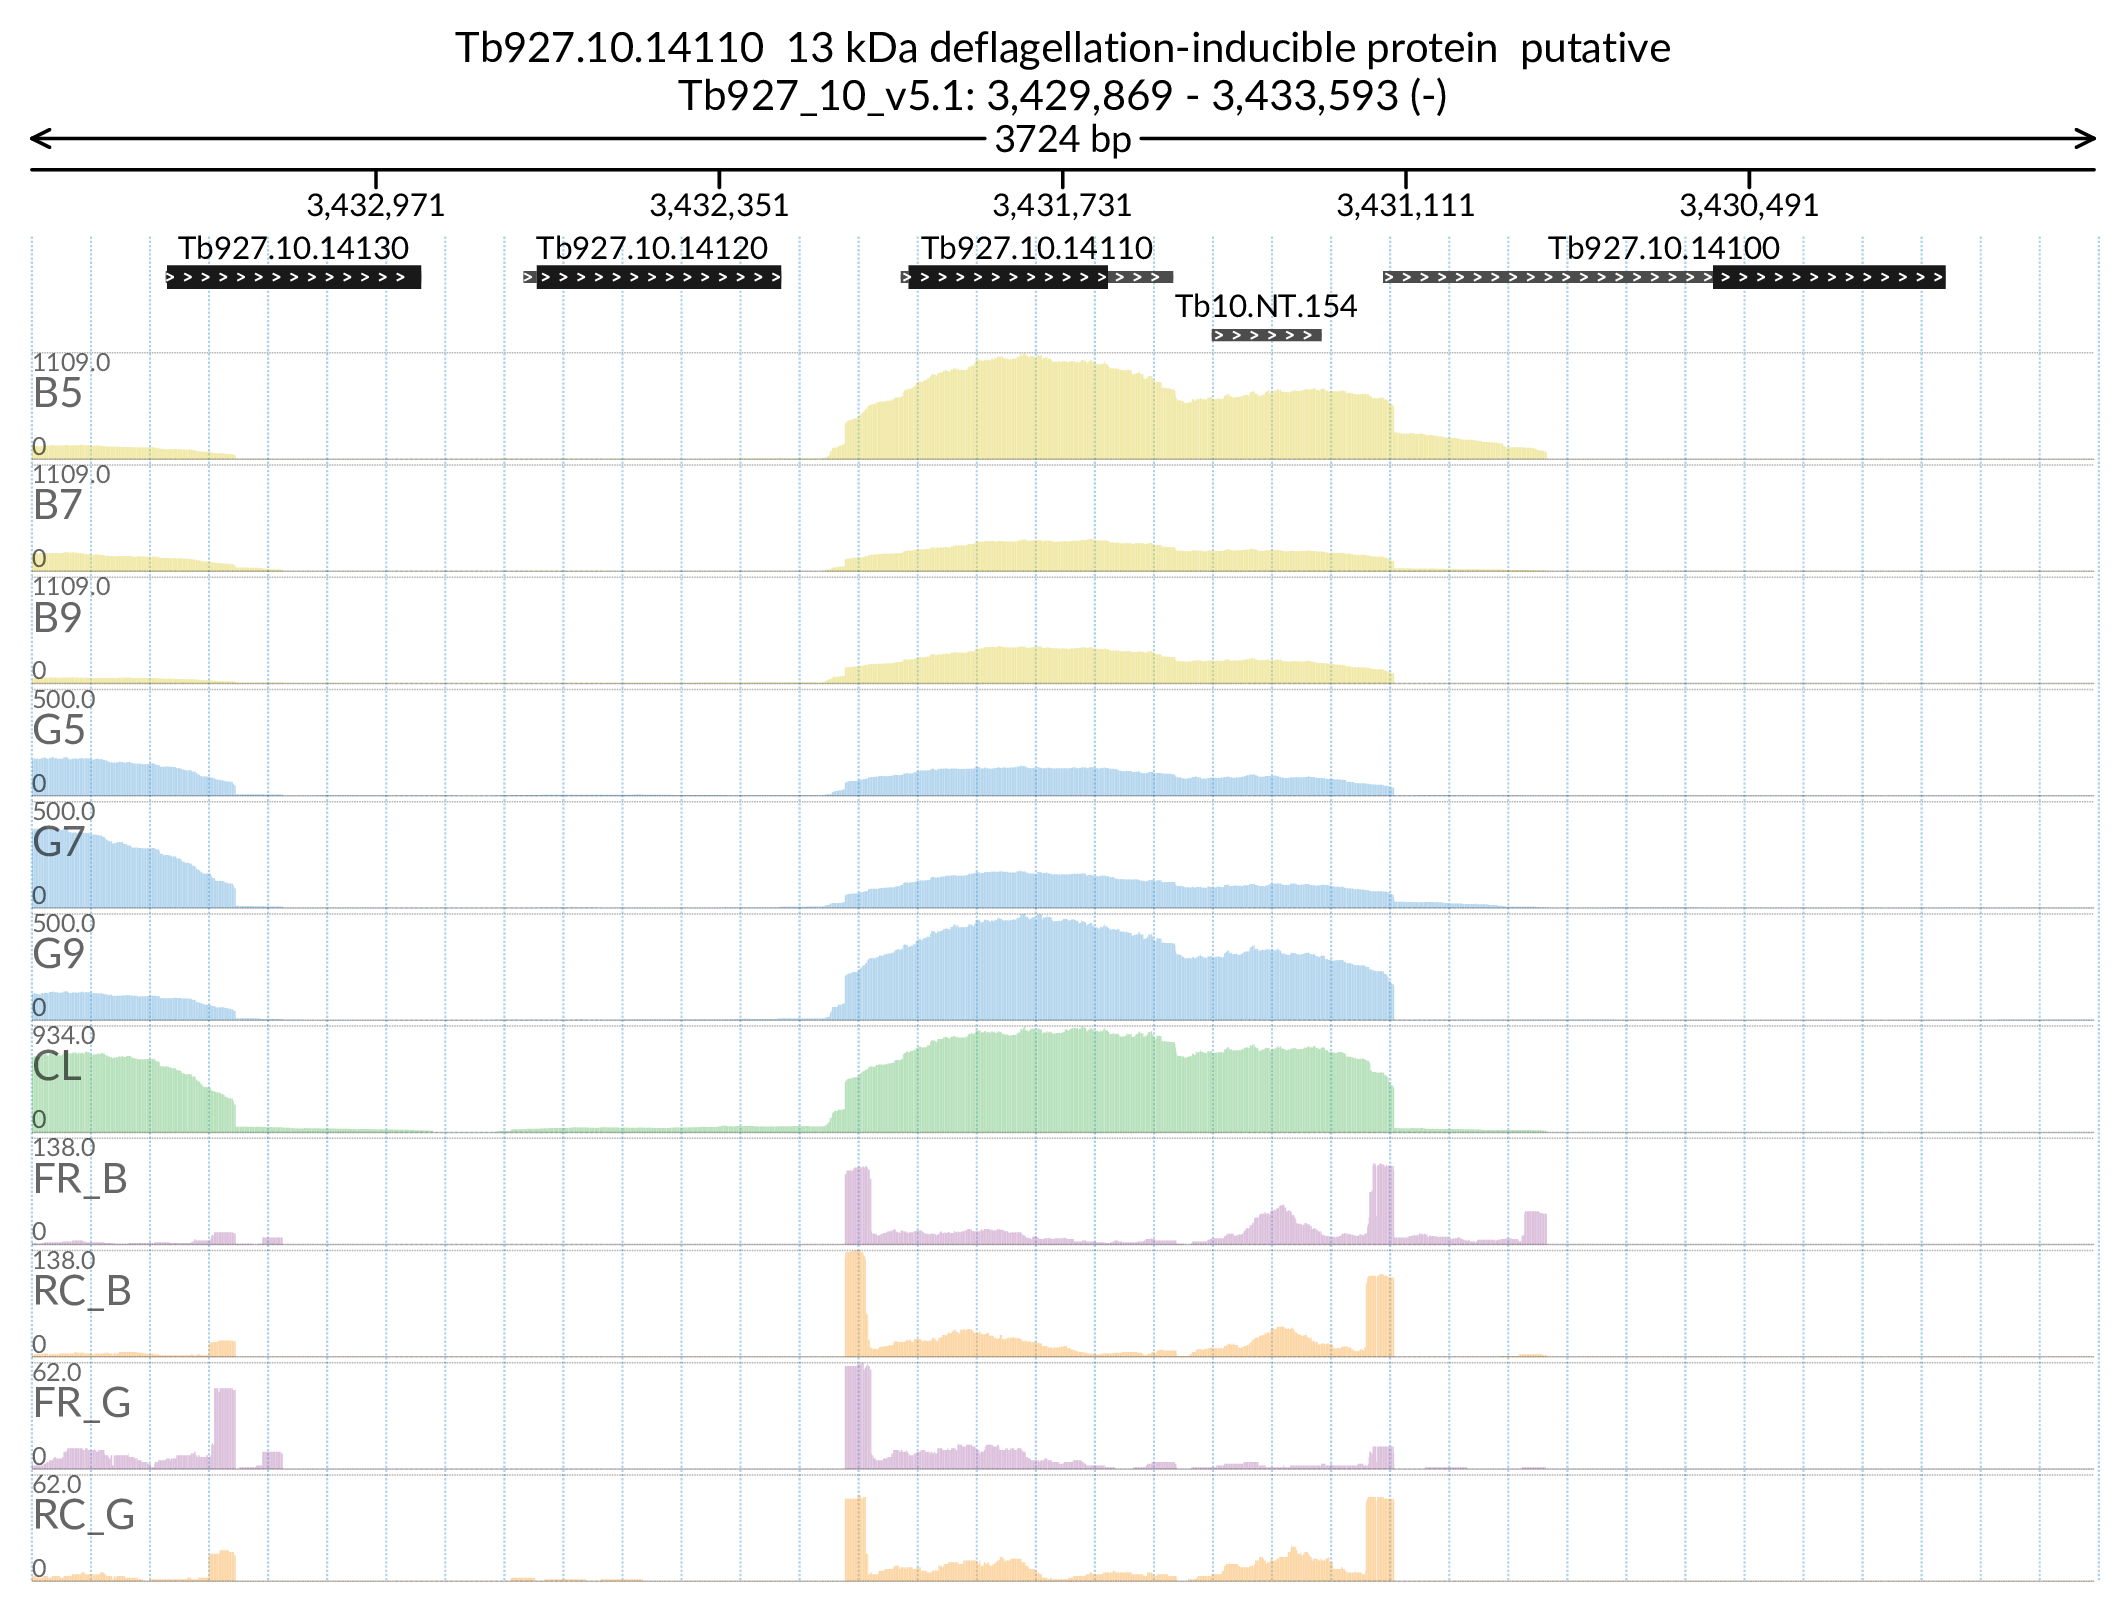 Tb927.10.14110  13 kDa deflagellation-inducible protein  putative
Tb927_10_v5.1: 3,429,869 - 3,433,593 (-)
3724 bp
3,432,971 3,432,351 3,431,731 3,431,111 3,430,491
Tb927.10.14130 Tb927.10.14120 Tb927.10.14110 Tb927.10.14100
Tb10.NT.154
1109.0
B5
0
1109.0
B7
0
1109.0
B9
0
500.0
G5
0
500.0
G7
0
500.0
G9
0
934.0
CL
0
138.0
FR_B
0
138.0
RC_B
0
62.0
FR_G
0
62.0
RC_G
0